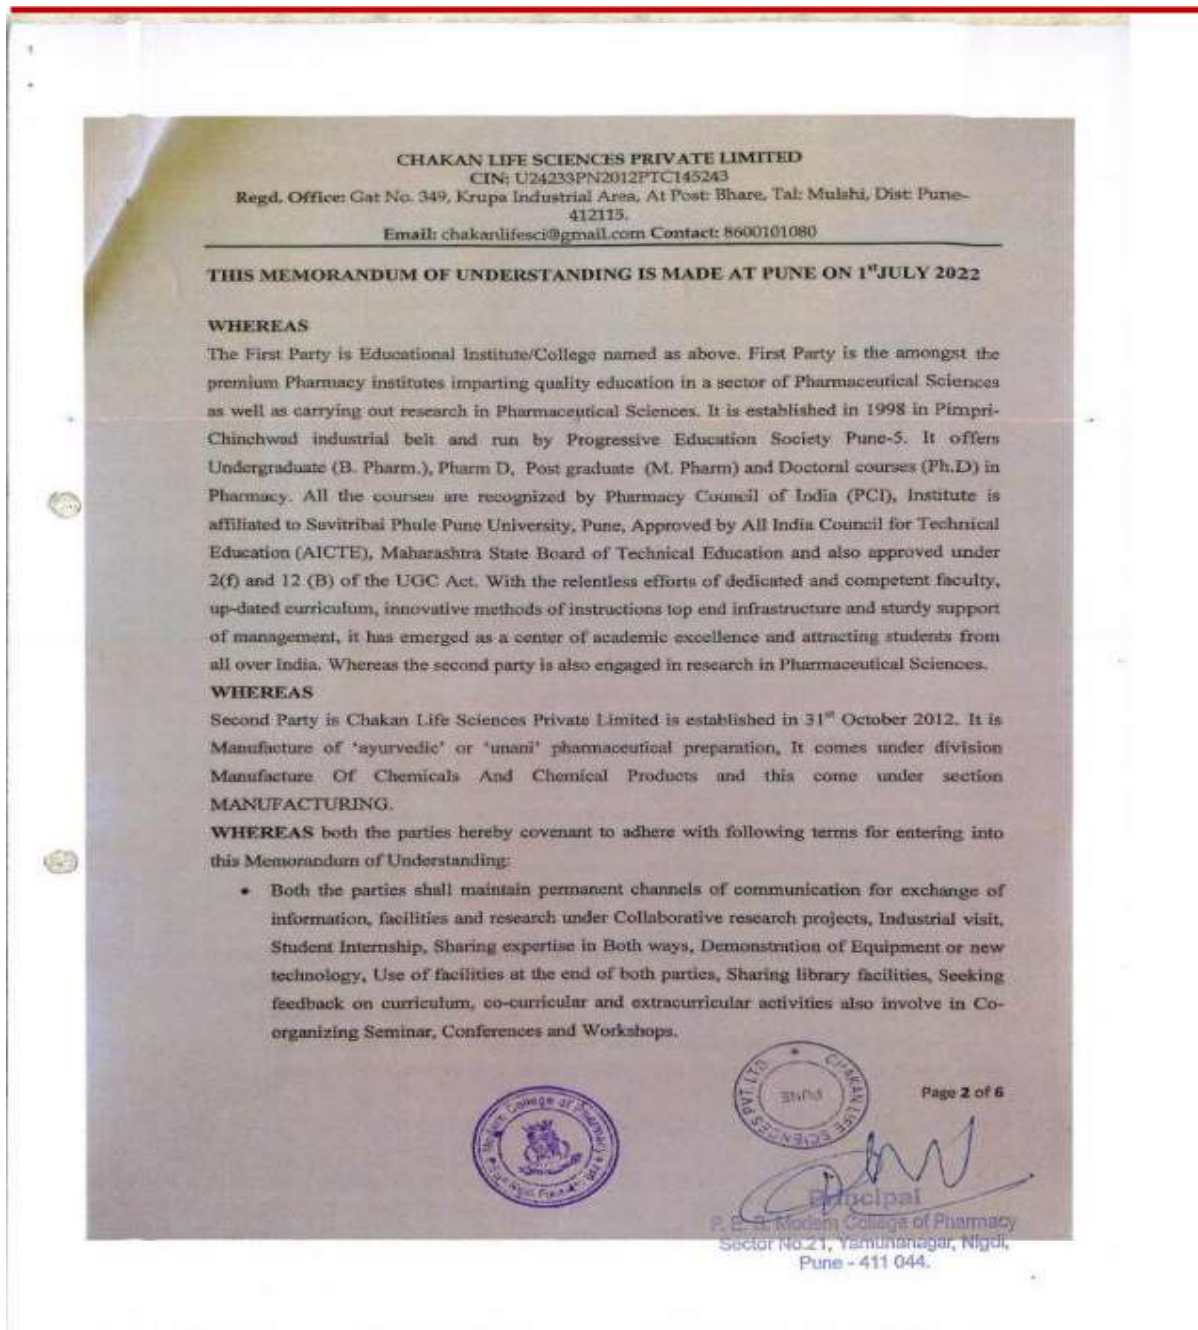 CHAKAN LIFE SCIENCES PRIVATE LIMITED
CIN: U24233PN2012PTC145243
Regd. Office: Gat No. 349, Krupa Industrial Area, At Post: Bhare, Tal: Mulshi, Dist: Pune-
412115.
Email: chakanlifesci@gmail.com Contact: 8600101080
THIS MEMORANDUM OF UNDERSTANDING IS MADE AT PUNE ON 1st JULY 2022
WHEREAS
The First Party is Educational Institute/College named as above. First Party is the amongst the
premium Pharmacy institutes imparting quality education in a sector of Pharmaceutical Sciences
as well as carrying out research in Pharmaceutical Sciences. It is established in 1998 in Pimpri-
Chinchwad industrial belt and run by Progressive Education Society Pune-5. It offers
Undergraduate (B. Pharm.), Pharm D, Post graduate (M. Pharm) and Doctoral courses (Ph.D) in
Pharmacy. All the courses are recognized by Pharmacy Council of India (PCI), Institute is
affiliated to Savitribai Phule Pune University, Pune, Approved by All India Council for Technical
Education (AICTE), Maharashtra State Board of Technical Education and also approved under
2(f) and 12 (B) of the UGC Act. With the relentless efforts of dedicated and competent faculty,
up-dated curriculum, innovative methods of instructions top end infrastructure and sturdy support
of management, it has emerged as a center of academic excellence and attracting students from
all over India. Whereas the second party is also engaged in research in Pharmaceutical Sciences.
WHEREAS
Second Party is Chakan Life Sciences Private Limited is established in 31st October 2012. It is
Manufacture of 'ayurvedic' or 'unani' pharmaceutical preparation, It comes under division
Manufacture Of Chemicals And Chemical Products and this come under section
MANUFACTURING.
WHEREAS both the parties hereby covenant to adhere with following terms for entering into
this Memorandum of Understanding:
• Both the parties shall maintain permanent channels of communication for exchange of
information, facilities and research under Collaborative research projects, Industrial visit,
Student Internship, Sharing expertise in Both ways, Demonstration of Equipment or new
technology, Use of facilities at the end of both parties, Sharing library facilities, Seeking
feedback on curriculum, co-curricular and extracurricular activities also involve in Co-
organizing Seminar, Conferences and Workshops.
CHAKAN LIFE SCIENCES PVT. LTD
PUNE
Page 2 of 6
Modern College of Pharmacy
Principal
P. E. S. Modern College of Pharmacy
Sector No.21, Yamunanagar, Nigdi,
Pune - 411 044.